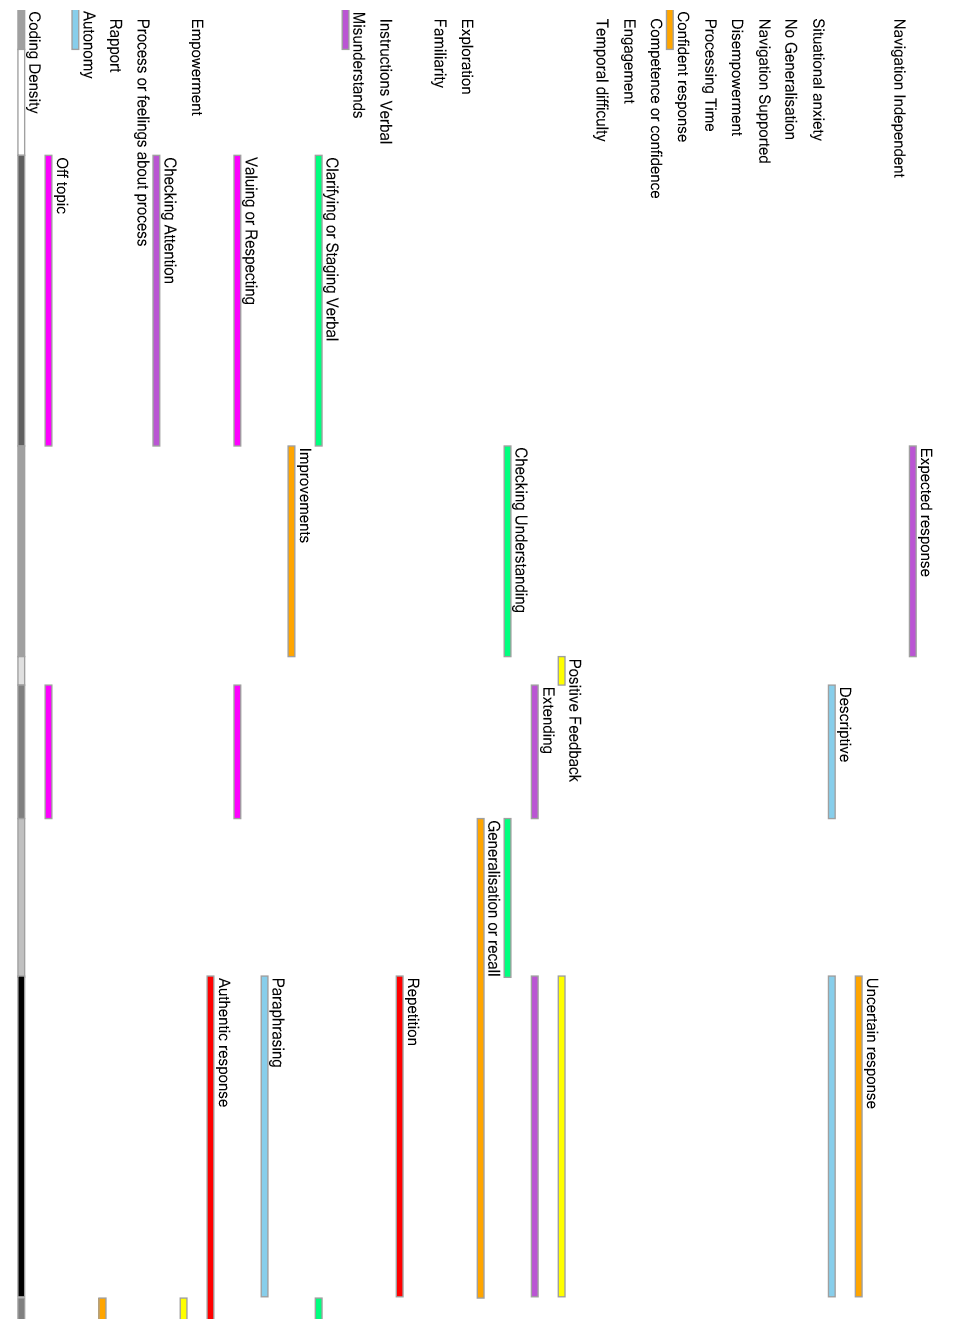 Coding Density
Off topic
Autonomy
Rapport
Process or feelings about process
Checking Attention
Empowerment
Authentic response
Valuing or Respecting
Paraphrasing
Improvements
Clarifying or Staging Verbal
Misunderstands
Instructions Verbal
Repetition
Familiarity
Exploration
Generalisation or recall
Checking Understanding
Extending
Positive Feedback
Temporal difficulty
Engagement
Competence or confidence
Confident response
Processing Time
Disempowerment
Navigation Supported
No Generalisation
Situational anxiety
Descriptive
Uncertain response
Navigation Independent
Expected response